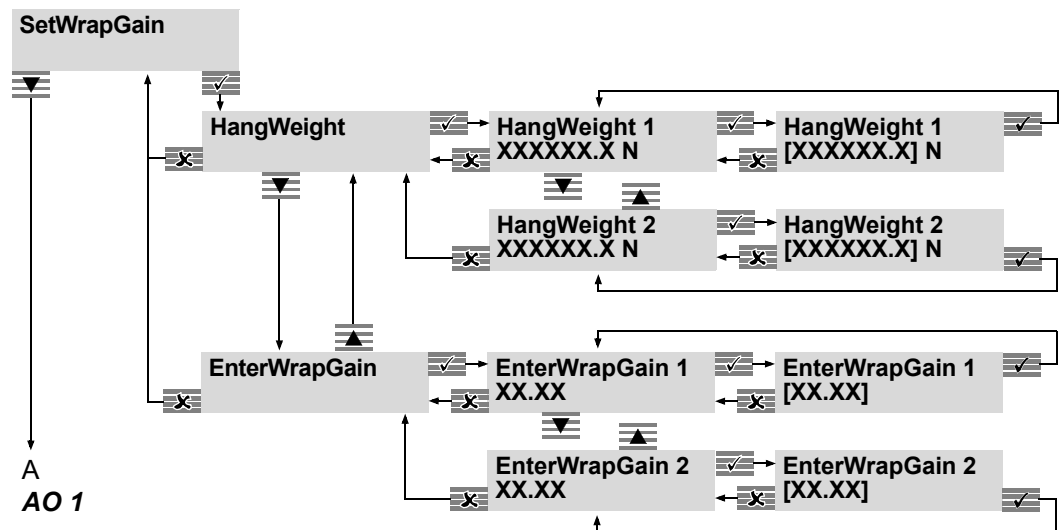 SetWrapGain
HangWeight
HangWeight 1
XXXXXX.X N
HangWeight 1
[XXXXXX.X] N
HangWeight 2
XXXXXX.X N
HangWeight 2
[XXXXXX.X] N
EnterWrapGain
EnterWrapGain 1
XX.XX
EnterWrapGain 1
[XX.XX]
EnterWrapGain 2
XX.XX
EnterWrapGain 2
[XX.XX]
A
AO 1